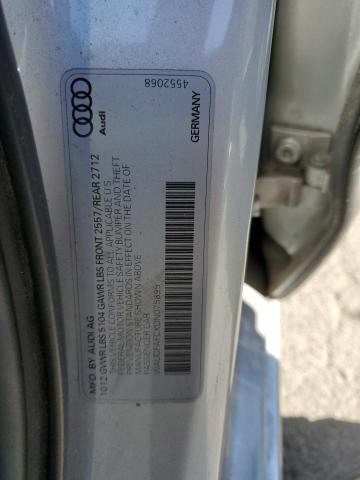 4552068
Audi
GERMANY
MFD. BY AUDI AG
1012 GVWR LBS 5104 GAWR LBS FRONT 2557/REAR 2712
THIS VEHICLE CONFORMS TO ALL APPLICABLE U.S.
FEDERAL MOTOR VEHICLE SAFETY BUMPER AND THEFT
PREVENTION STANDARDS IN EFFECT ON THE DATE OF
MANUFACTURE SHOWN ABOVE.
PASSENGER CAR